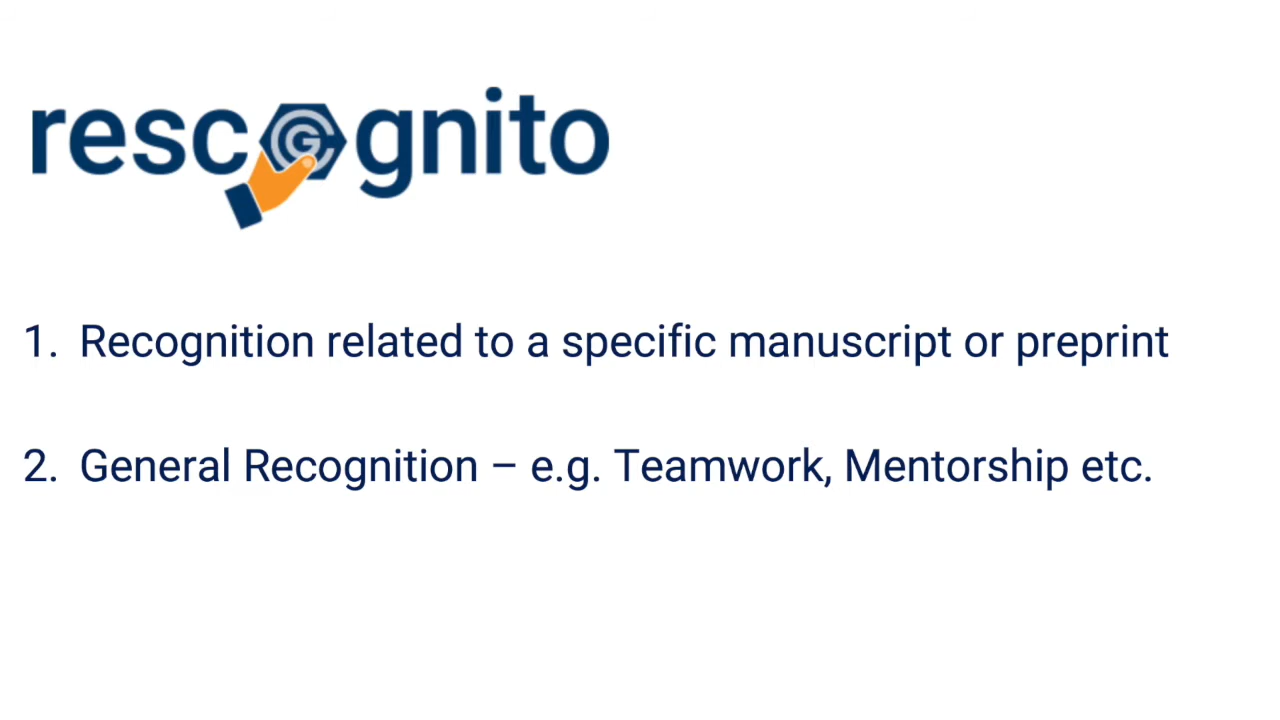 rescognito
1. Recognition related to a specific manuscript or preprint
2. General Recognition – e.g. Teamwork, Mentorship etc.